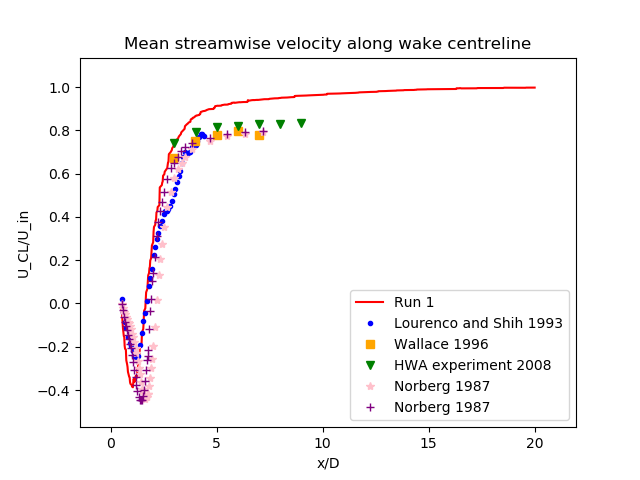 Mean streamwise velocity along wake centreline
1.0
0.8
0.6
0.4
0.2
0.0
−0.2
−0.4
U_CL/U_in
Run 1
Lourenco and Shih 1993
Wallace 1996
HWA experiment 2008
Norberg 1987
Norberg 1987
0 5 10 15 20
x/D